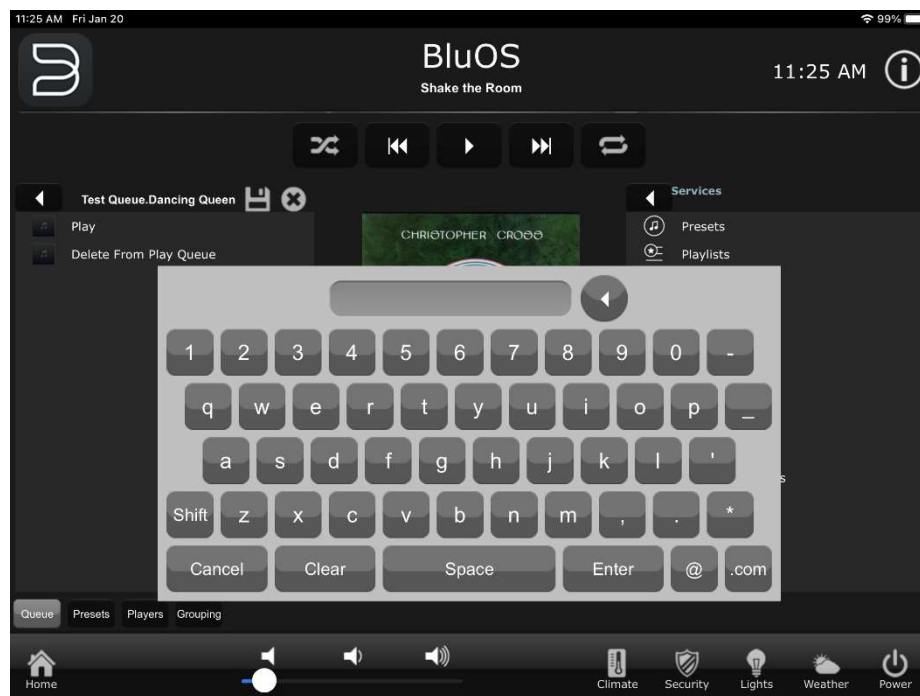 11:25 AM Fri Jan 20
99%
BluOS
Shake the Room
11:25 AM
Test Queue.Dancing Queen
Play
Delete From Play Queue
CHRISTOPHER CROSS
Services
Presets
Playlists
s
1 2 3 4 5 6 7 8 9 0 -
q w e r t y u i o p _
a s d f g h j k l '
Shift z x c v b n m , . *
Cancel Clear Space Enter @ .com
Queue Presets Players Grouping
Home Climate Security Lights Weather Power